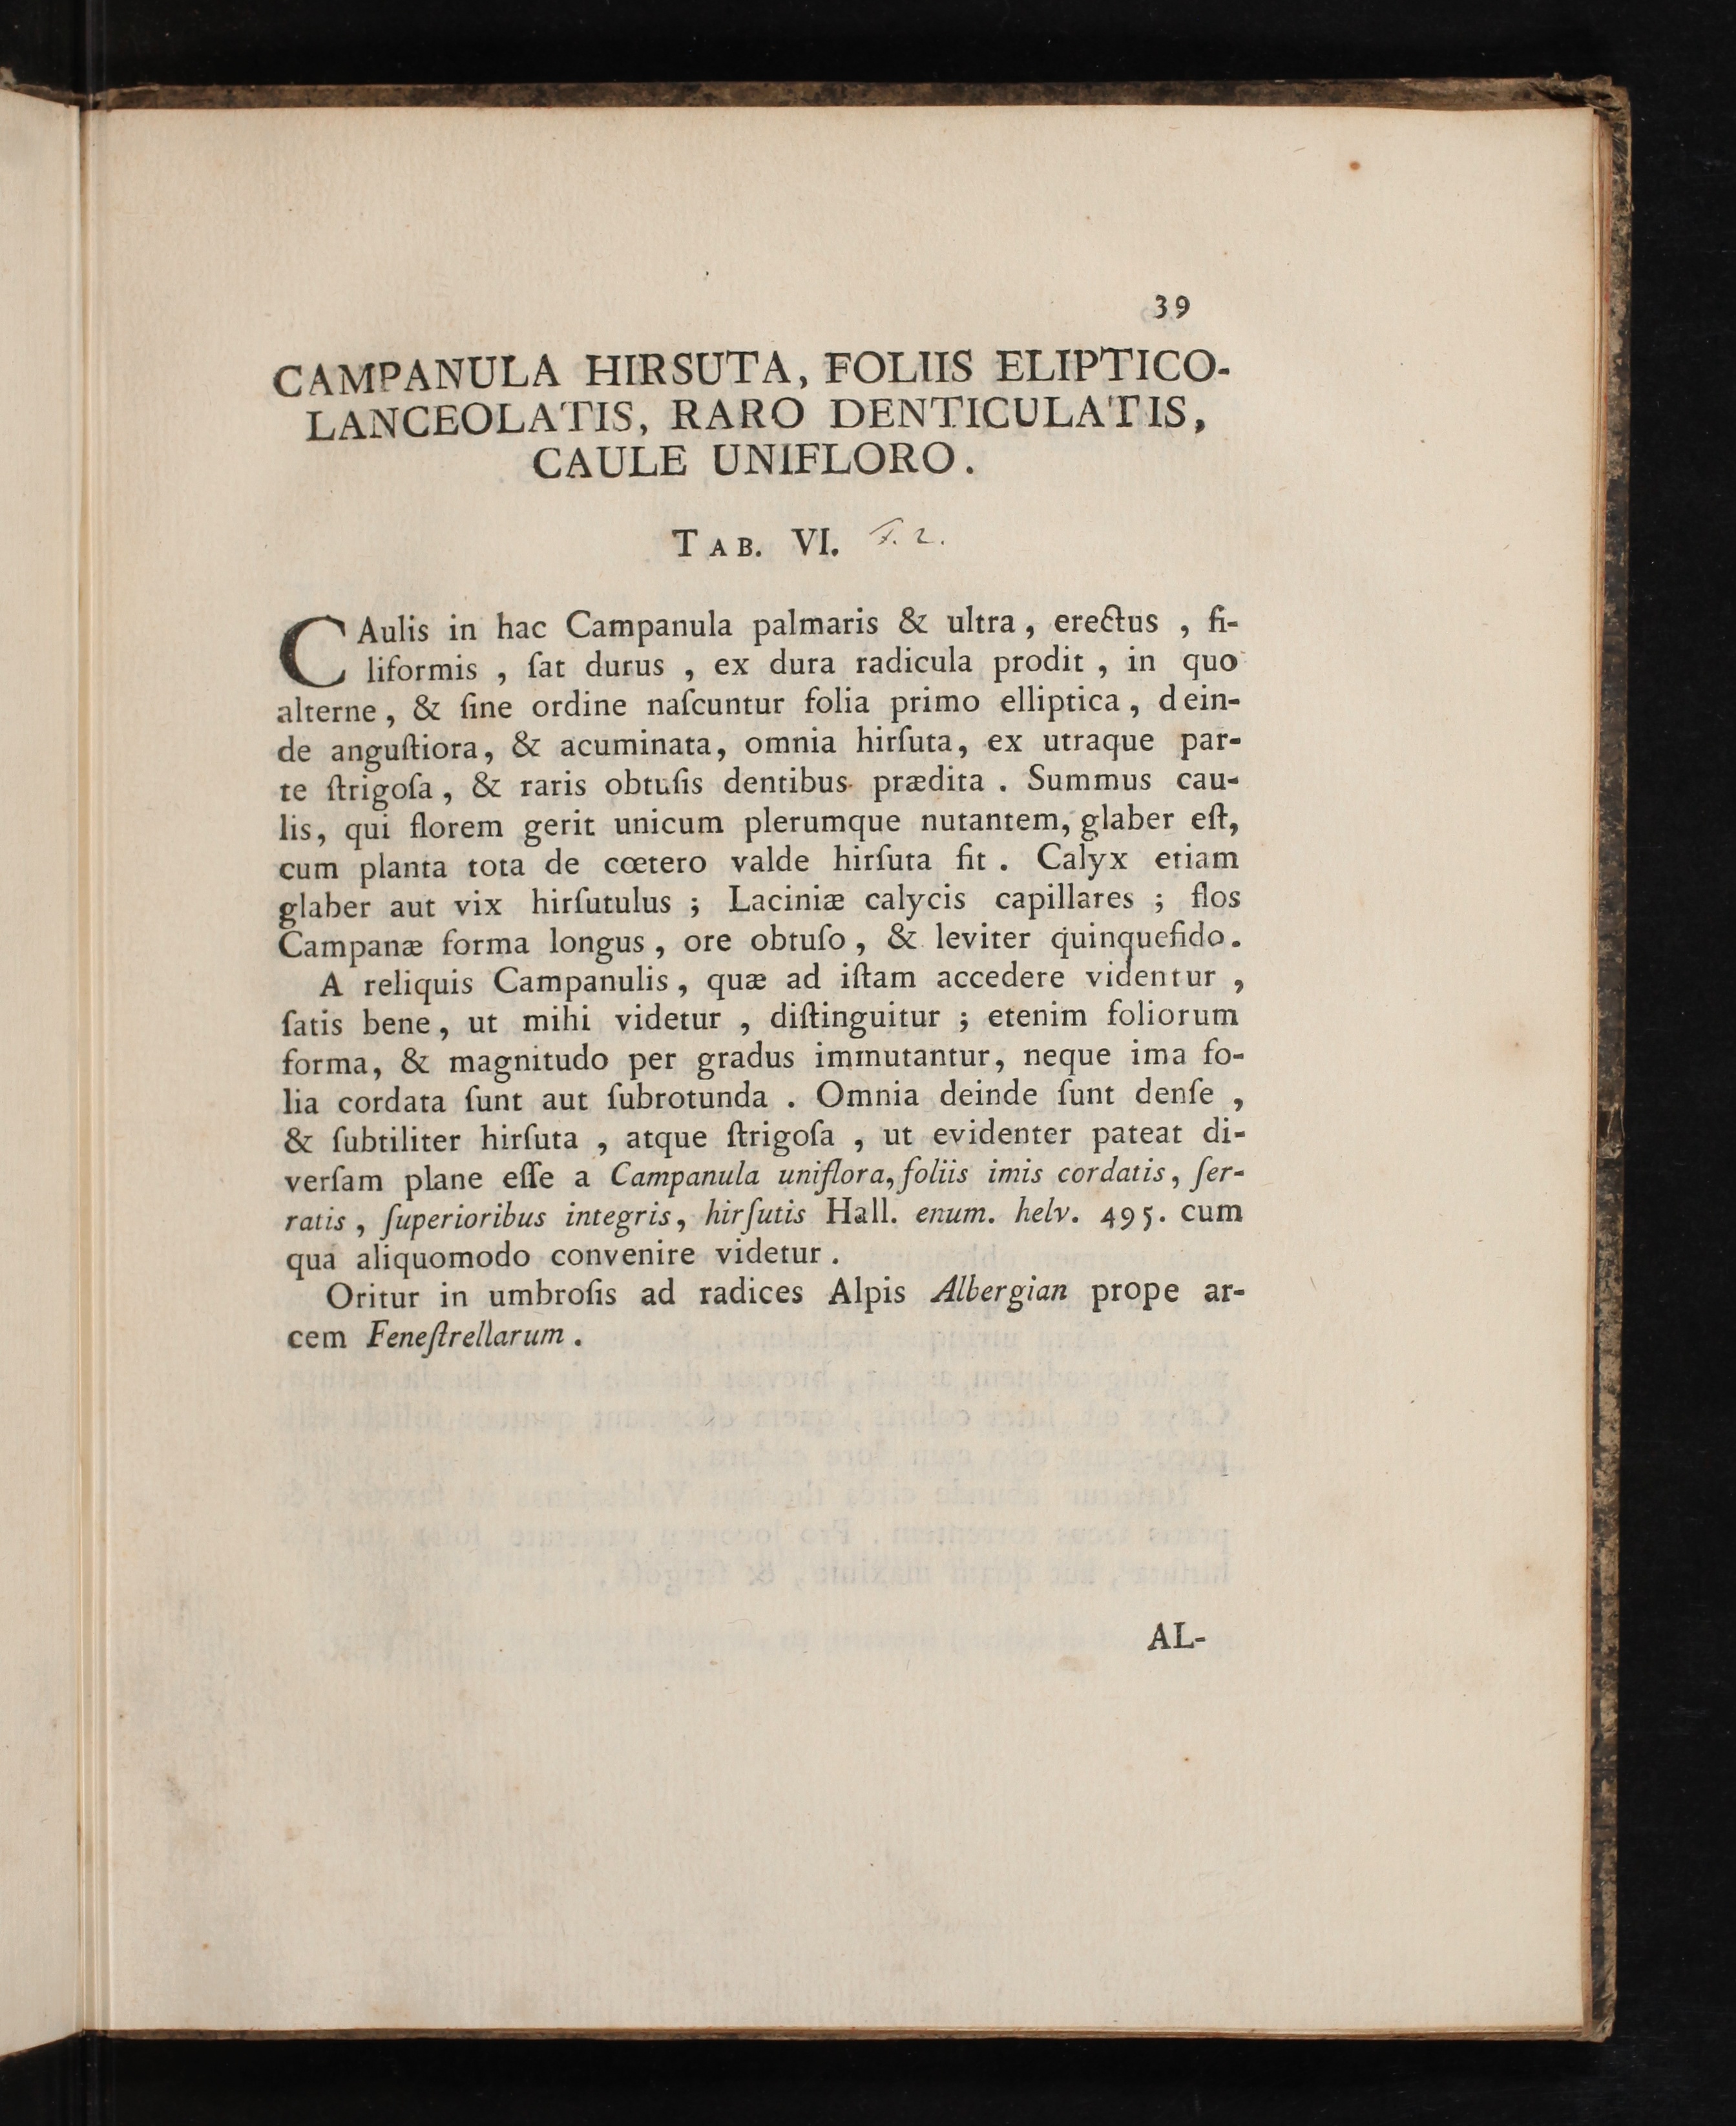 39
CAMPANULA HIRSUTA, FOLIIS ELIPTICO-
LANCEOLATIS, RARO DENTICULATIS,
CAULE UNIFLORO.
TAB. VI. F. 2.
CAulis in hac Campanula palmaris & ultra, erectus, fi-
liformis, ſat durus, ex dura radicula prodit, in quo
alterne, & ſine ordine naſcuntur folia primo elliptica, dein-
de anguſtiora, & acuminata, omnia hirſuta, ex utraque par-
te ſtrigoſa, & raris obtuſis dentibus prædita. Summus cau-
lis, qui florem gerit unicum plerumque nutantem, glaber eſt,
cum planta tota de cœtero valde hirſuta ſit. Calyx etiam
glaber aut vix hirſutulus; Laciniæ calycis capillares; flos
Campanæ forma longus, ore obtuſo, & leviter quinquefido.
A reliquis Campanulis, quæ ad iſtam accedere videntur,
ſatis bene, ut mihi videtur, diſtinguitur; etenim foliorum
forma, & magnitudo per gradus immutantur, neque ima fo-
lia cordata ſunt aut ſubrotunda. Omnia deinde ſunt denſe,
& ſubtiliter hirſuta, atque ſtrigoſa, ut evidenter pateat di-
verſam plane eſſe a Campanula uniflora, foliis imis cordatis, ſer-
ratis, ſuperioribus integris, hirſutis Hall. enum. helv. 495. cum
qua aliquomodo convenire videtur.
Oritur in umbroſis ad radices Alpis Albergian prope ar-
cem Feneſtrellarum.
AL-